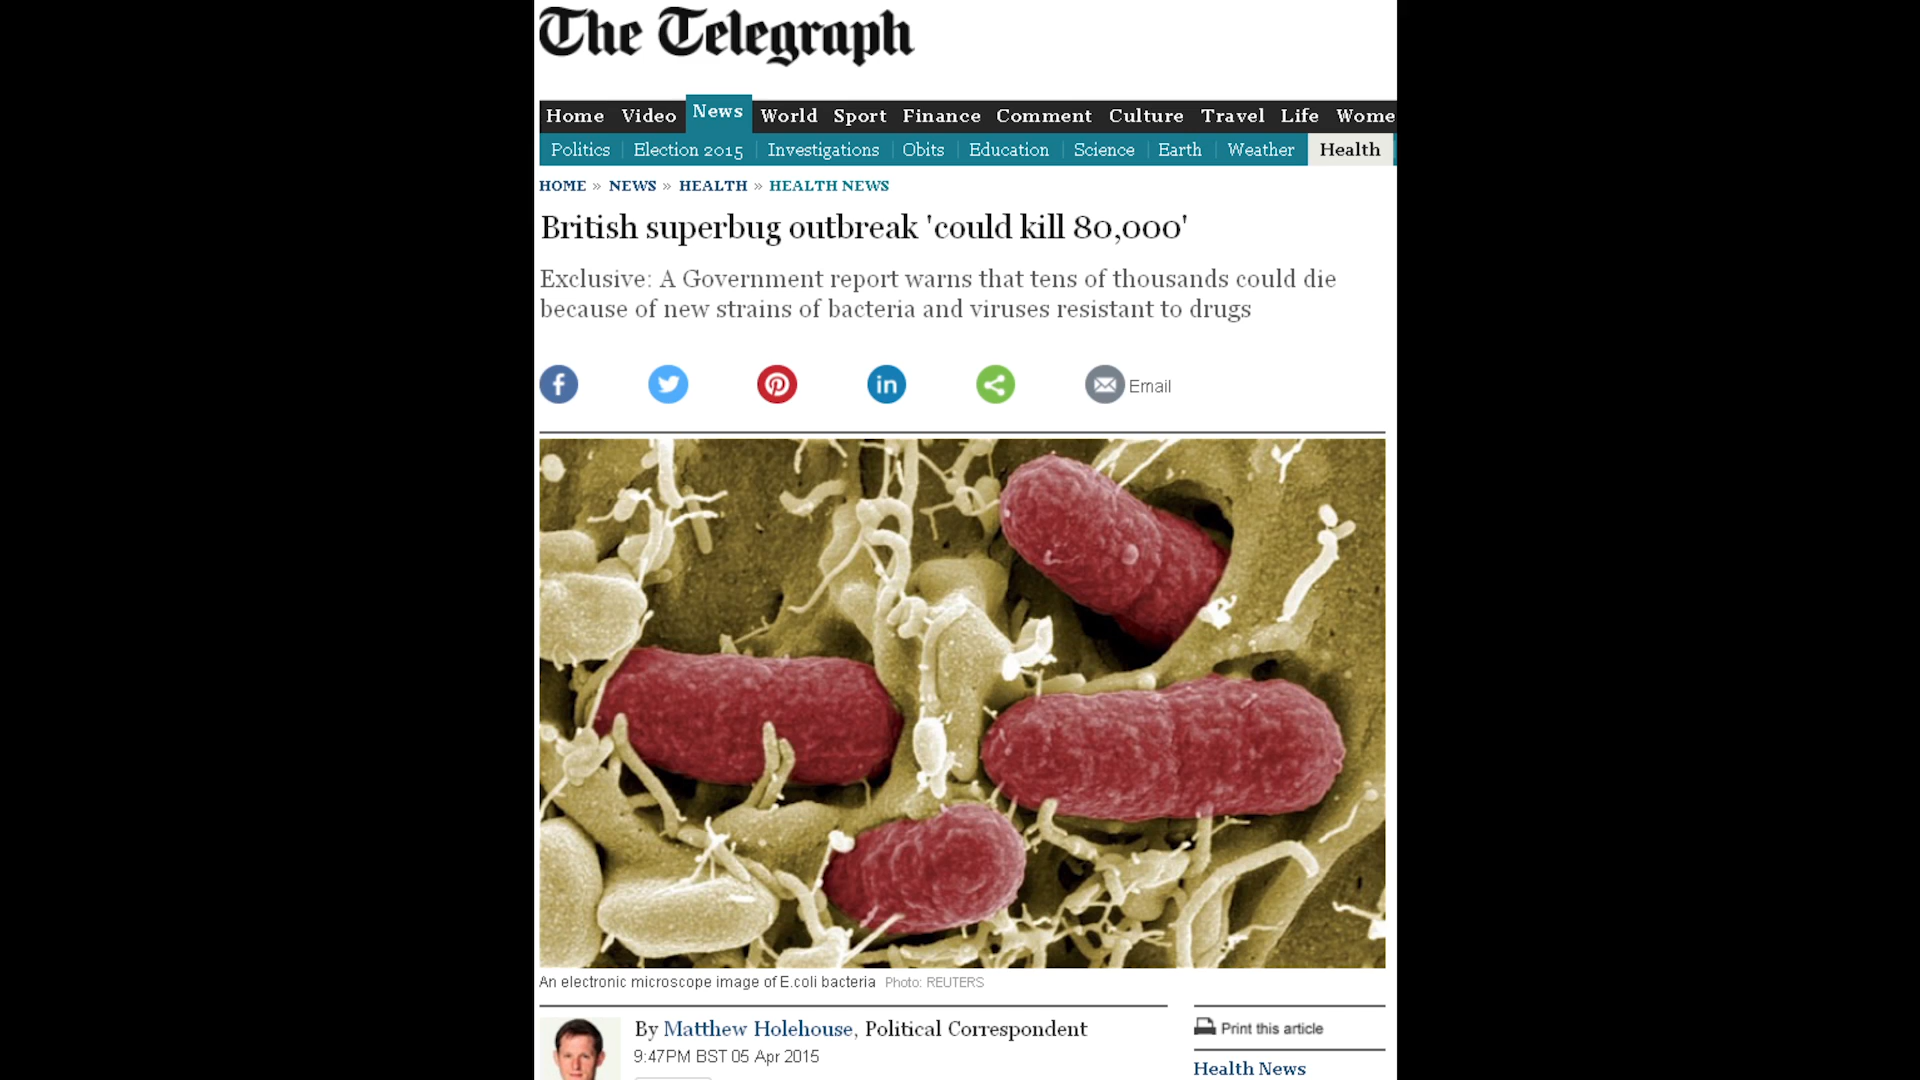 The Telegraph
Home Video News World Sport Finance Comment Culture Travel Life Wome
Politics Election 2015 Investigations Obits Education Science Earth Weather Health
HOME » NEWS » HEALTH » HEALTH NEWS
British superbug outbreak 'could kill 80,000'
Exclusive: A Government report warns that tens of thousands could die
because of new strains of bacteria and viruses resistant to drugs
f in Email
An electronic microscope image of E.coli bacteria Photo: REUTERS
By Matthew Holehouse, Political Correspondent
9:47PM BST 05 Apr 2015
Print this article
Health News